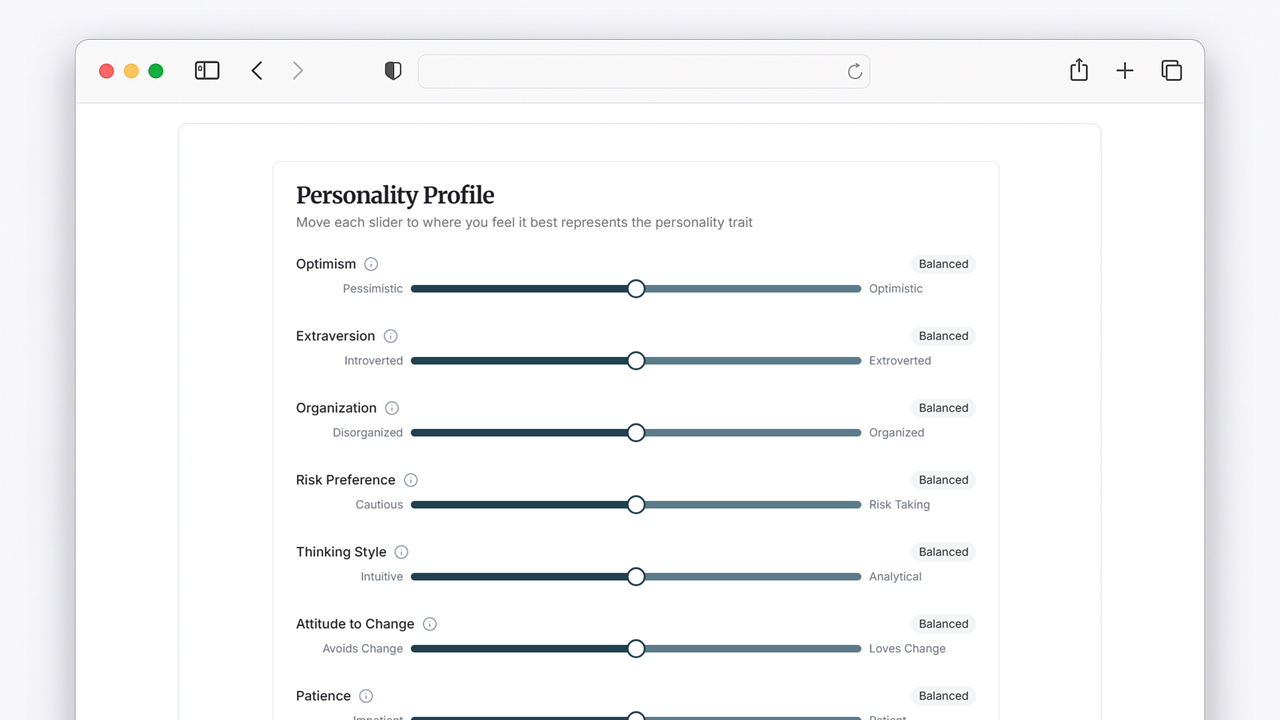 Personality Profile
Move each slider to where you feel it best represents the personality trait
Optimism Balanced
Pessimistic Optimistic
Extraversion Balanced
Introverted Extroverted
Organization Balanced
Disorganized Organized
Risk Preference Balanced
Cautious Risk Taking
Thinking Style Balanced
Intuitive Analytical
Attitude to Change Balanced
Avoids Change Loves Change
Patience Balanced
Impatient Patient